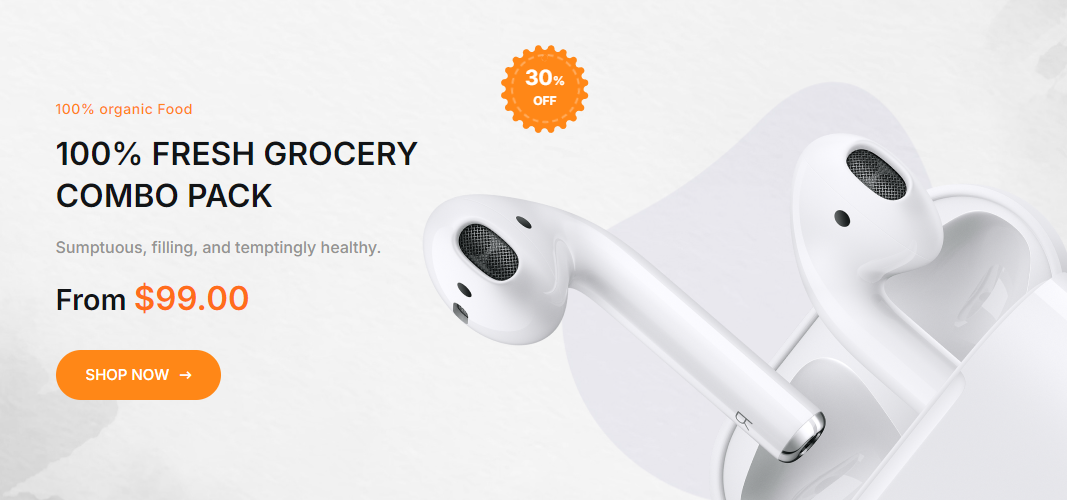 30%
OFF
100% organic Food
100% FRESH GROCERY
COMBO PACK
Sumptuous, filling, and temptingly healthy.
From $99.00
SHOP NOW →
R